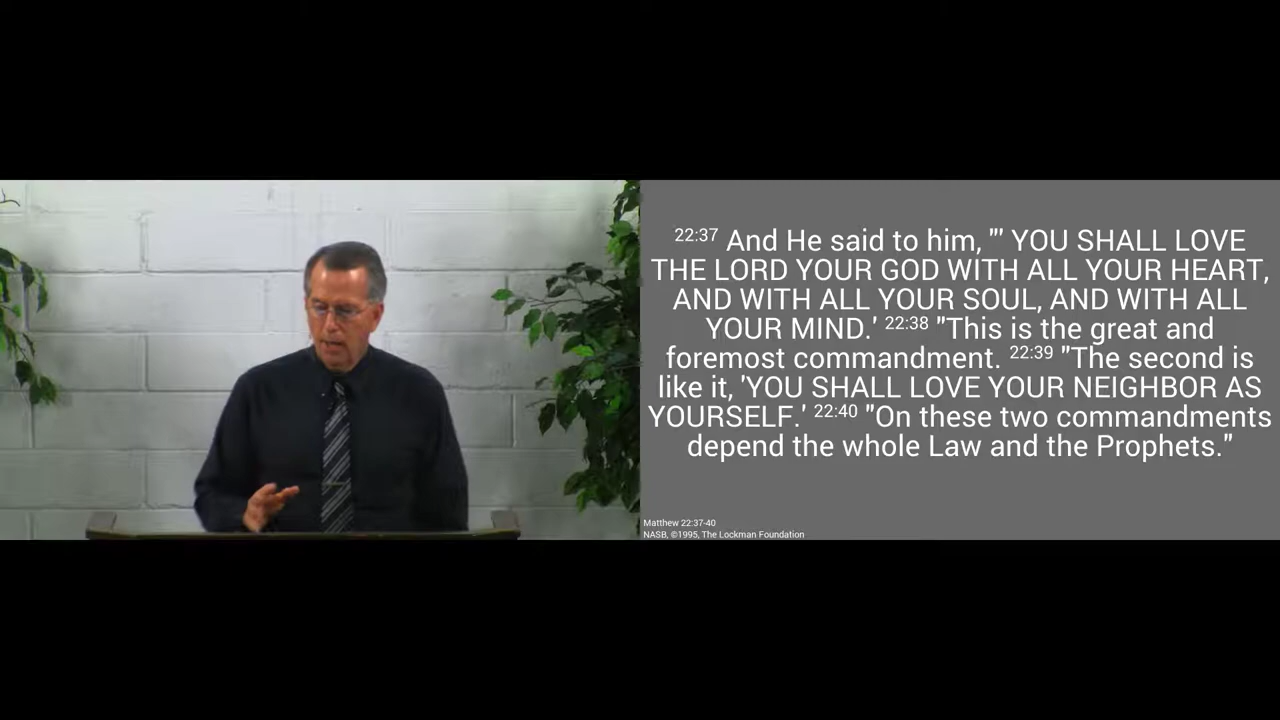 22:37 And He said to him, "' YOU SHALL LOVE
THE LORD YOUR GOD WITH ALL YOUR HEART,
AND WITH ALL YOUR SOUL, AND WITH ALL
YOUR MIND.' 22:38 "This is the great and
foremost commandment. 22:39 "The second is
like it, 'YOU SHALL LOVE YOUR NEIGHBOR AS
YOURSELF.' 22:40 "On these two commandments
depend the whole Law and the Prophets."
Matthew 22:37-40
NASB, ©1995, The Lockman Foundation